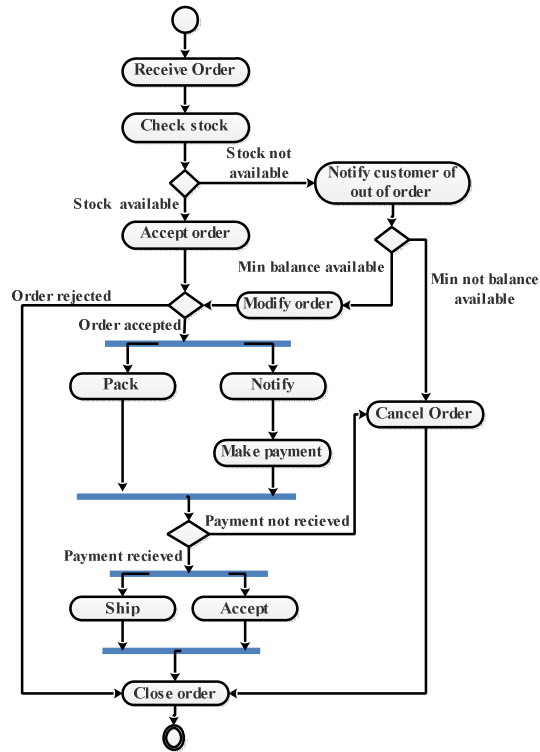 Receive Order
Check stock
Stock not
available
Notify customer of
out of order
Stock available
Accept order
Min balance available
Min not balance
available
Order rejected
Modify order
Order accepted
Pack
Notify
Cancel Order
Make payment
Payment not recieved
Payment recieved
Ship
Accept
Close order